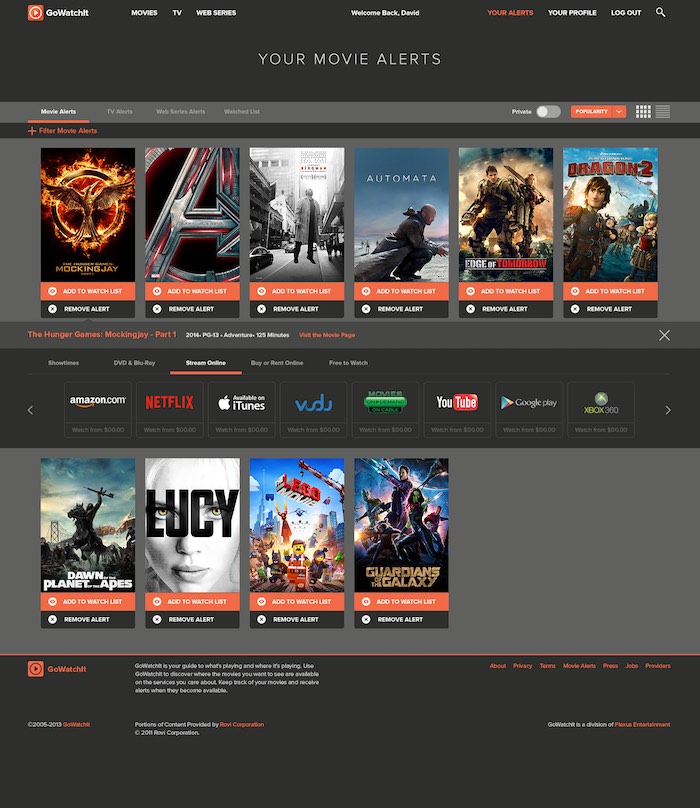 GoWatchIt
MOVIES TV WEB SERIES Welcome Back, David YOUR ALERTS YOUR PROFILE LOG OUT
YOUR MOVIE ALERTS
Movie Alerts TV Alerts Web Series Alerts Watched List Private POPULARITY
Filter Movie Alerts
THE HUNGER GAMES
MOCKINGJAY
PART 1
BIRDMAN
AUTOMATA
EDGE OF TOMORROW
DRAGON 2
ADD TO WATCH LIST ADD TO WATCH LIST ADD TO WATCH LIST ADD TO WATCH LIST ADD TO WATCH LIST ADD TO WATCH LIST
REMOVE ALERT REMOVE ALERT REMOVE ALERT REMOVE ALERT REMOVE ALERT REMOVE ALERT
The Hunger Games: Mockingjay - Part 1 2014• PG-13 • Adventure• 125 Minutes Visit the Movie Page
Showtimes DVD & Blu-Ray Stream Online Buy or Rent Online Free to Watch
amazon.com
NETFLIX
Available on
iTunes
vudu
MOVIES
ON DEMAND
ON CABLE
YouTube
Google play
XBOX 360
Watch from $00.00 Watch from $00.00 Watch from $00.00 Watch from $00.00 Watch from $00.00 Watch from $00.00 Watch from $00.00 Watch from $00.00
DAWN OF THE
PLANET OF THE APES
LUCY
THE LEGO
MOVIE
GUARDIANS
OF THE GALAXY
ADD TO WATCH LIST ADD TO WATCH LIST ADD TO WATCH LIST ADD TO WATCH LIST
REMOVE ALERT REMOVE ALERT REMOVE ALERT REMOVE ALERT
GoWatchIt
GoWatchIt is your guide to what's playing and where it's playing. Use
GoWatchIt to discover where the movies you want to see are available
on the services you care about. Keep track of your movies and receive
alerts when they become available.
About Privacy Terms Movie Alerts Press Jobs Providers
©2005-2013 GoWatchIt
Portions of Content Provided by Rovi Corporation
© 2011 Rovi Corporation.
GoWatchIt is a division of Plexus Entertainment